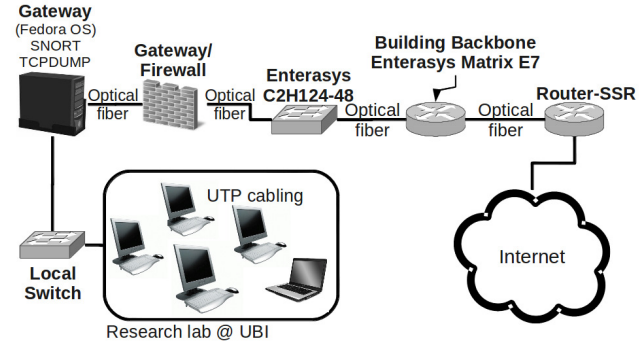 Gateway
(Fedora OS)
SNORT
TCPDUMP
Optical
fiber
Gateway/
Firewall
Optical
fiber
Enterasys
C2H124-48
Optical
fiber
Building Backbone
Enterasys Matrix E7
Optical
fiber
Router-SSR
Internet
Local
Switch
UTP cabling
Research lab @ UBI